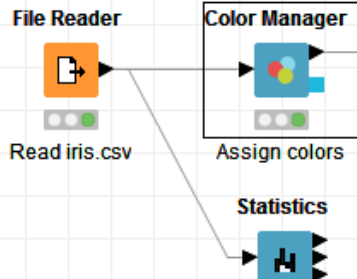 File Reader
Color Manager
Read iris.csv
Assign colors
Statistics